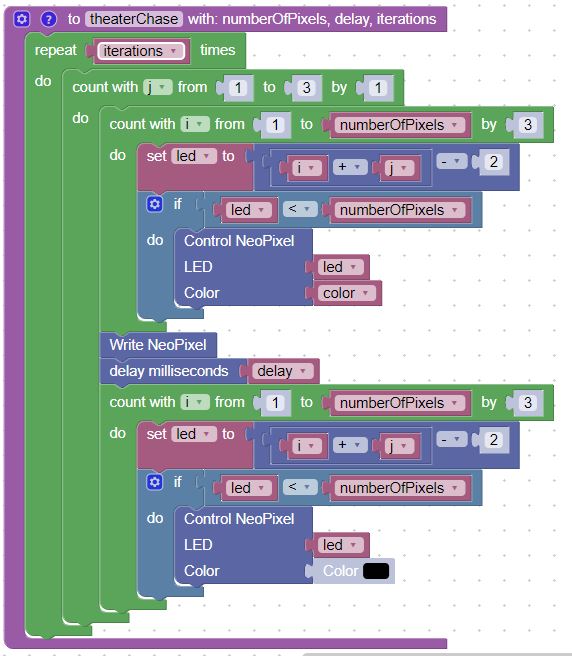 to theaterChase with: numberOfPixels, delay, iterations
repeat iterations times
do count with j from 1 to 3 by 1
do count with i from 1 to numberOfPixels by 3
do set led to i + j - 2
if led < numberOfPixels
do Control NeoPixel
LED led
Color color
Write NeoPixel
delay milliseconds delay
count with i from 1 to numberOfPixels by 3
do set led to i + j - 2
if led < numberOfPixels
do Control NeoPixel
LED led
Color Color